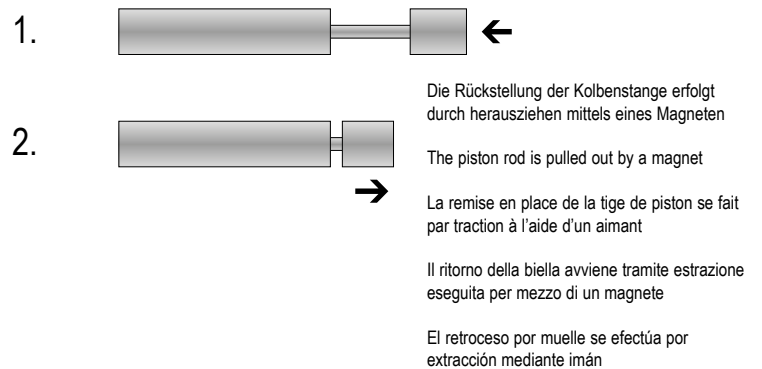 1.
2.
Die Rückstellung der Kolbenstange erfolgt
durch herausziehen mittels eines Magneten
The piston rod is pulled out by a magnet
La remise en place de la tige de piston se fait
par traction à l'aide d'un aimant
Il ritorno della biella avviene tramite estrazione
eseguita per mezzo di un magnete
El retroceso por muelle se efectúa por
extracción mediante imán